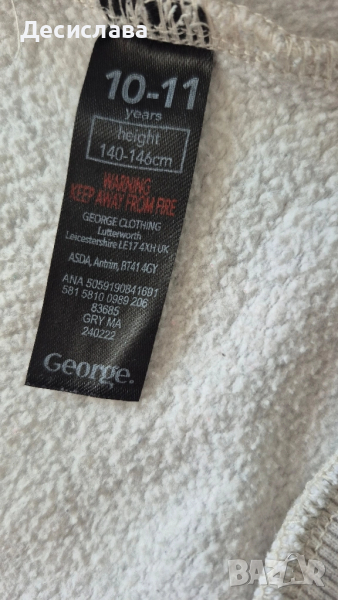 Десислава
10-11
years
height
140-146cm
WARNING
KEEP AWAY FROM FIRE
GEORGE CLOTHING
Lutterworth
Leicestershire LE17 4XH UK
ASDA, Antrim, BT41 4GY
ANA 5059190841691
581 5810 0989 206
83685
GRY MA
240222
George.
BAZAR